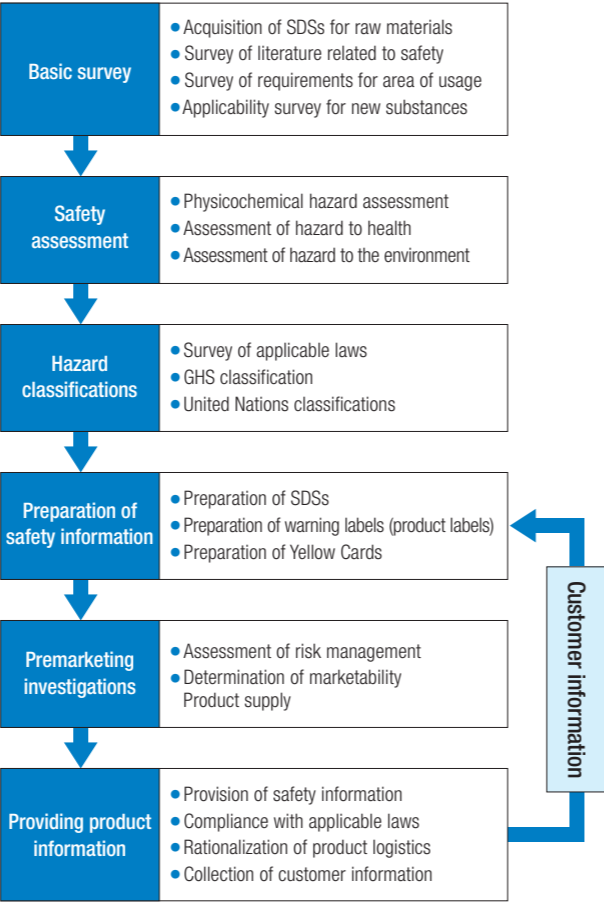 Basic survey
● Acquisition of SDSs for raw materials
● Survey of literature related to safety
● Survey of requirements for area of usage
● Applicability survey for new substances
Safety
assessment
● Physicochemical hazard assessment
● Assessment of hazard to health
● Assessment of hazard to the environment
Hazard
classifications
● Survey of applicable laws
● GHS classification
● United Nations classifications
Preparation of
safety information
● Preparation of SDSs
● Preparation of warning labels (product labels)
● Preparation of Yellow Cards
Premarketing
investigations
● Assessment of risk management
● Determination of marketability
Product supply
Providing product
information
● Provision of safety information
● Compliance with applicable laws
● Rationalization of product logistics
● Collection of customer information
Customer information